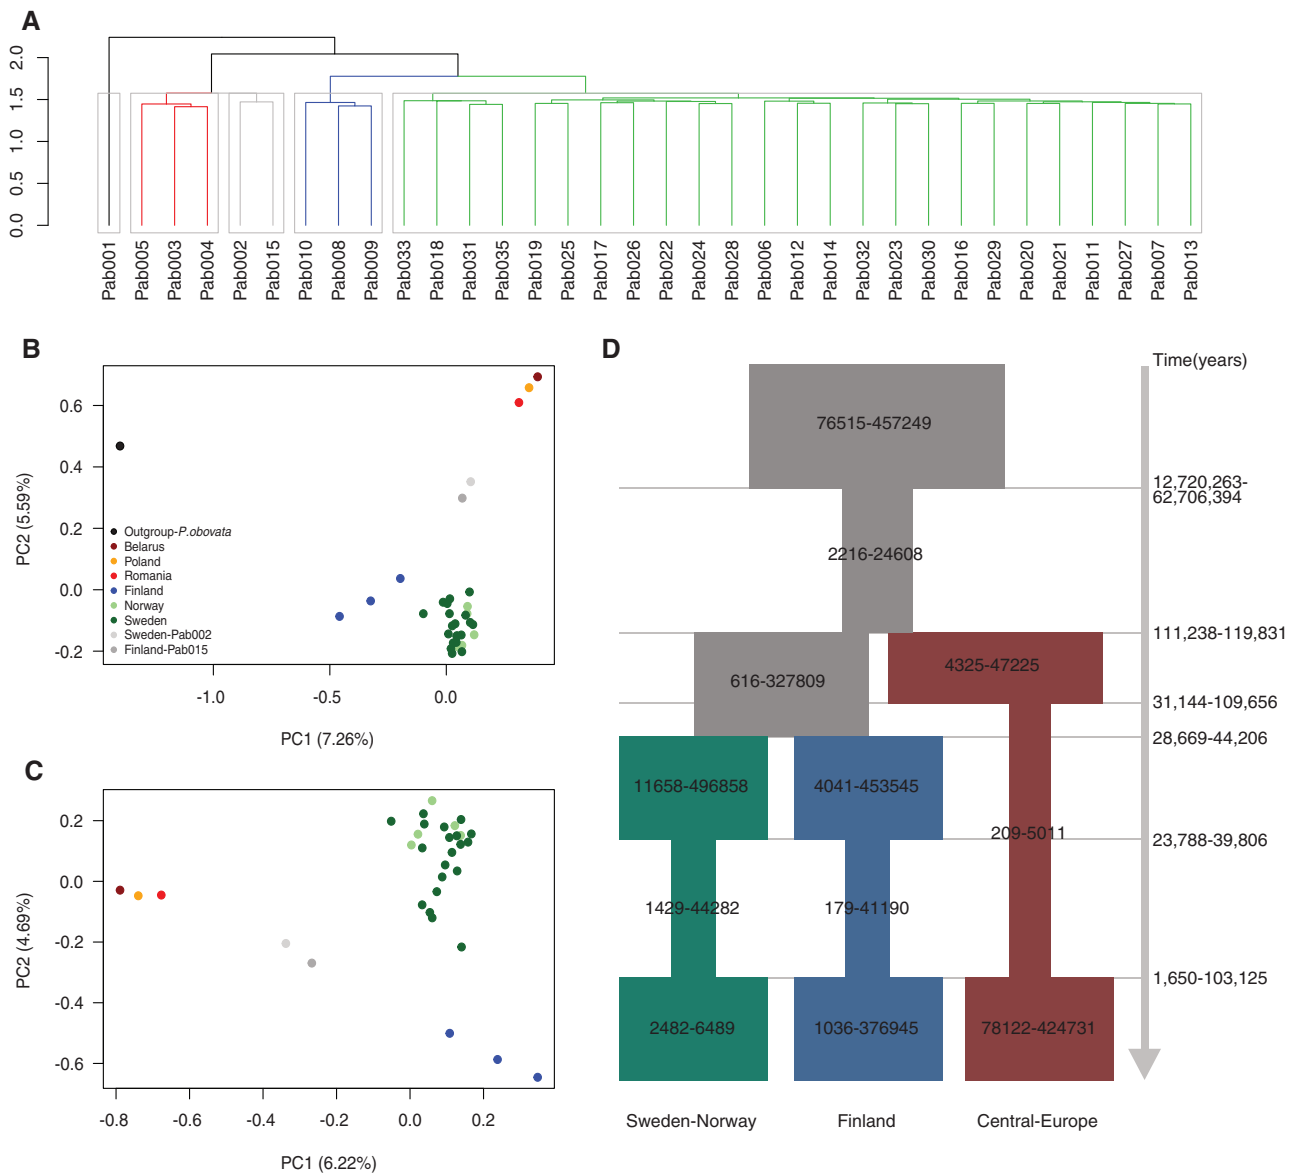 A
2.0
1.5
1.0
0.5
0.0
Pab001
Pab005
Pab003
Pab004
Pab002
Pab015
Pab010
Pab008
Pab009
Pab033
Pab018
Pab031
Pab035
Pab019
Pab025
Pab017
Pab026
Pab022
Pab024
Pab028
Pab006
Pab012
Pab014
Pab032
Pab023
Pab030
Pab016
Pab029
Pab020
Pab021
Pab011
Pab027
Pab007
Pab013
B
PC2 (5.59%)
0.6
0.4
0.2
0.0
-0.2
Outgroup-P.obovata
Belarus
Poland
Romania
Finland
Norway
Sweden
Sweden-Pab002
Finland-Pab015
-1.0
-0.5
0.0
PC1 (7.26%)
C
PC2 (4.69%)
0.2
0.0
-0.2
-0.4
-0.6
-0.8
-0.6
-0.4
-0.2
0.0
0.2
PC1 (6.22%)
D
Time(years)
76515-457249
12,720,263-
62,706,394
2216-24608
111,238-119,831
4325-47225
616-327809
31,144-109,656
28,669-44,206
11658-496858
4041-453545
209-5011
23,788-39,806
1429-44282
179-41190
1,650-103,125
2482-6489
1036-376945
78122-424731
Sweden-Norway
Finland
Central-Europe